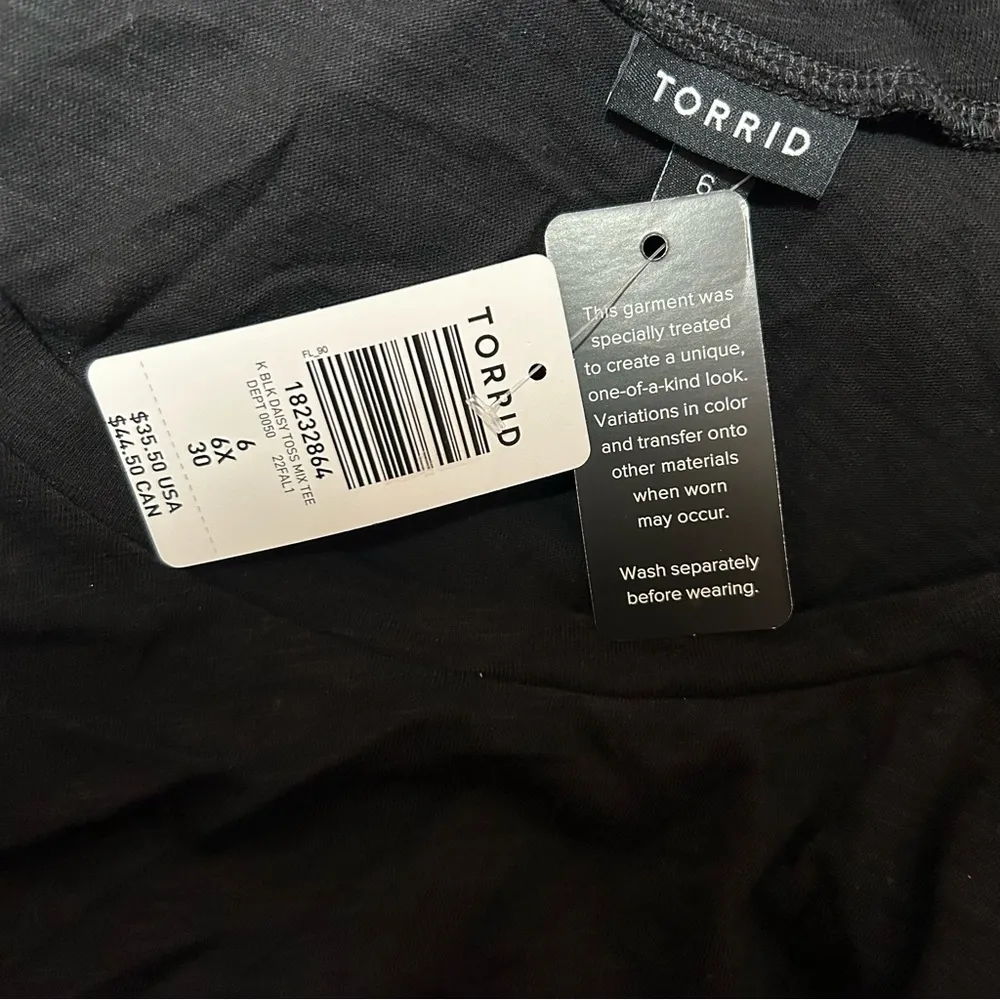 TORRID
6
TORRID
FL_90
18232864
K BLK DAISY TOSS MIX TEE
DEPT 0050 22FAL1
6
6X
30
$35.50 USA
$44.50 CAN
This garment was
specially treated
to create a unique,
one-of-a-kind look.
Variations in color
and transfer onto
other materials
when worn
may occur.
Wash separately
before wearing.